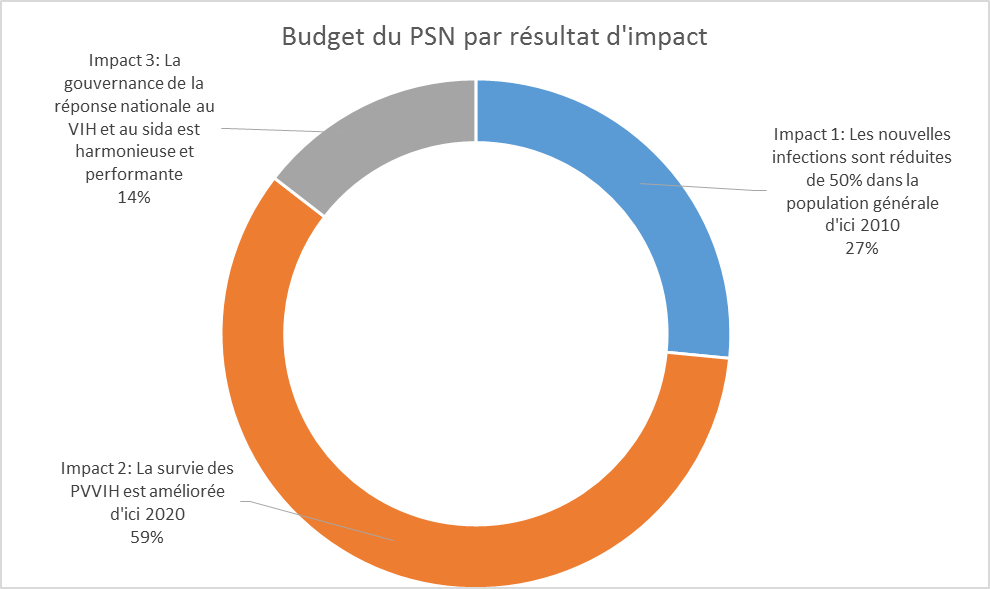 Budget du PSN par résultat d'impact
Impact 3: La
gouvernance de la
réponse nationale au
VIH et au sida est
harmonieuse et
performante
14%
Impact 1: Les nouvelles
infections sont réduites
de 50% dans la
population générale
d'ici 2010
27%
Impact 2: La survie des
PVVIH est améliorée
d'ici 2020
59%